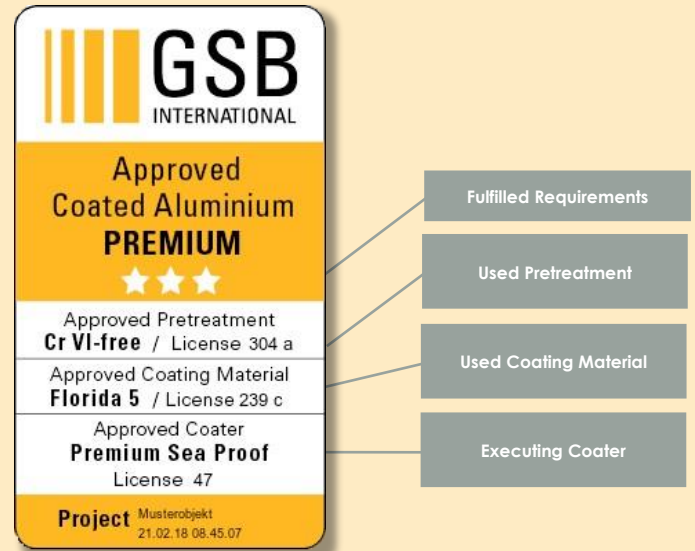 GSB
INTERNATIONAL
Approved
Coated Aluminium
PREMIUM
Approved Pretreatment
Cr VI-free / License 304 a
Approved Coating Material
Florida 5 / License 239 c
Approved Coater
Premium Sea Proof
License 47
Project Musterobjekt
21.02.18 08.45.07
Fulfilled Requirements
Used Pretreatment
Used Coating Material
Executing Coater